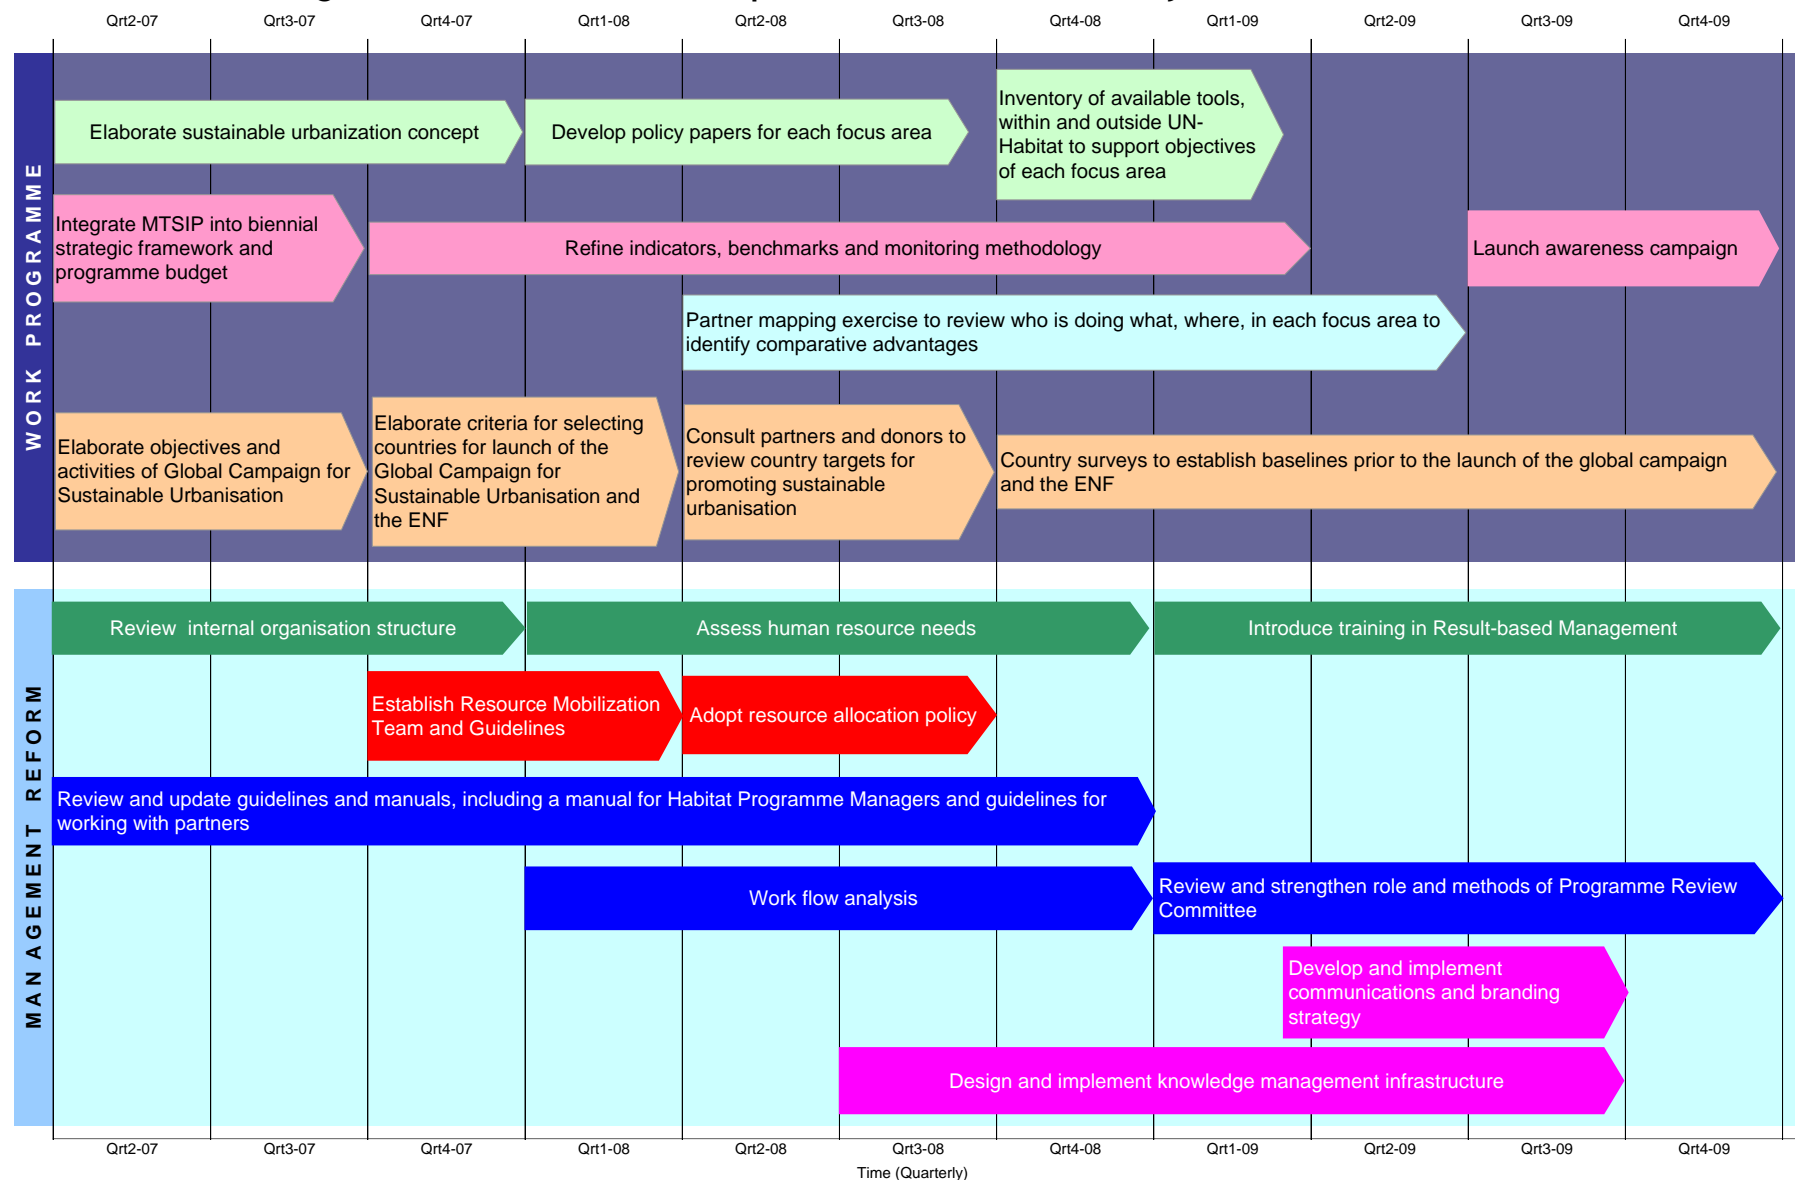 Qrt2-07 Qrt3-07 Qrt4-07 Qrt1-08 Qrt2-08 Qrt3-08 Qrt4-08 Qrt1-09 Qrt2-09 Qrt3-09 Qrt4-09
WORK PROGRAMME
Elaborate sustainable urbanization concept
Develop policy papers for each focus area
Inventory of available tools,
within and outside UN-
Habitat to support objectives
of each focus area
Integrate MTSIP into biennial
strategic framework and
programme budget
Refine indicators, benchmarks and monitoring methodology
Launch awareness campaign
Partner mapping exercise to review who is doing what, where, in each focus area to
identify comparative advantages
Elaborate objectives and
activities of Global Campaign for
Sustainable Urbanisation
Elaborate criteria for selecting
countries for launch of the
Global Campaign for
Sustainable Urbanisation and
the ENF
Consult partners and donors to
review country targets for
promoting sustainable
urbanisation
Country surveys to establish baselines prior to the launch of the global campaign
and the ENF
MANAGEMENT REFORM
Review internal organisation structure
Assess human resource needs
Introduce training in Result-based Management
Establish Resource Mobilization
Team and Guidelines
Adopt resource allocation policy
Review and update guidelines and manuals, including a manual for Habitat Programme Managers and guidelines for
working with partners
Work flow analysis
Review and strengthen role and methods of Programme Review
Committee
Develop and implement
communications and branding
strategy
Design and implement knowledge management infrastructure
Qrt2-07 Qrt3-07 Qrt4-07 Qrt1-08 Qrt2-08 Qrt3-08 Qrt4-08 Qrt1-09 Qrt2-09 Qrt3-09 Qrt4-09
Time (Quarterly)